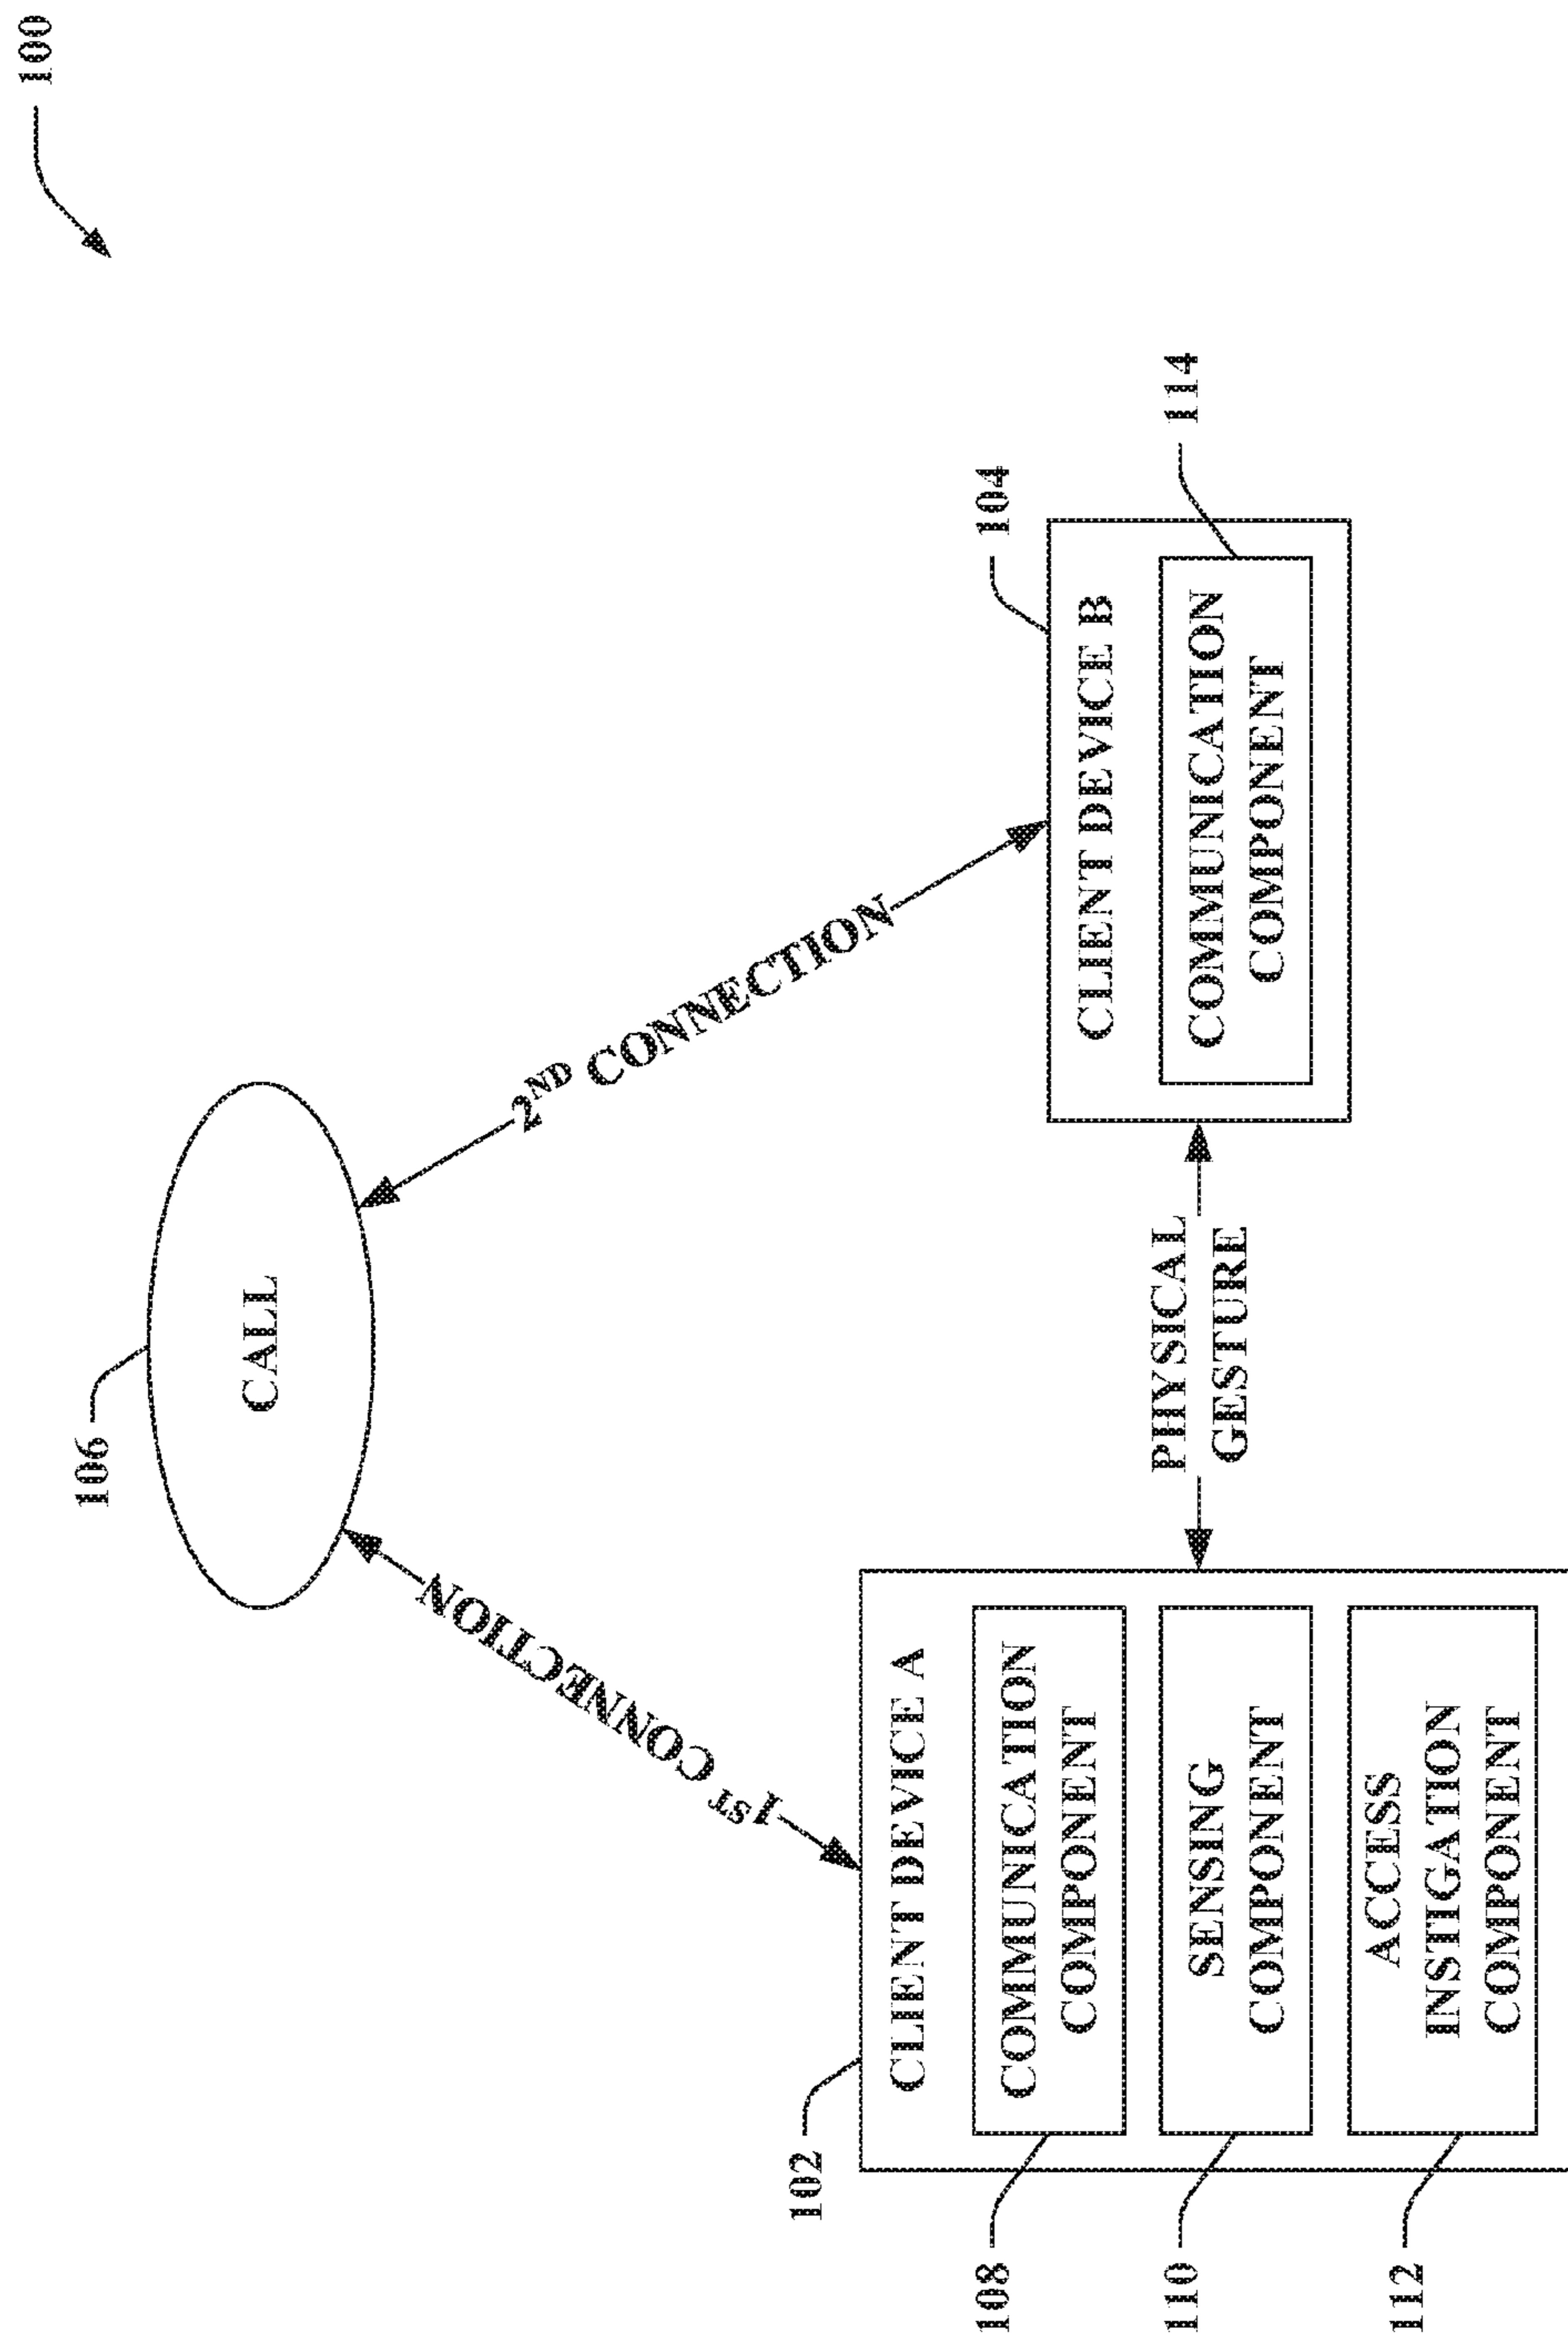 100
106
CALL
1ST CONNECTION
2ND CONNECTION
102
CLIENT DEVICE A
108
COMMUNICATION
COMPONENT
110
SENSING
COMPONENT
112
ACCESS
INSTIGATION
COMPONENT
PHYSICAL
GESTURE
104
CLIENT DEVICE B
114
COMMUNICATION
COMPONENT